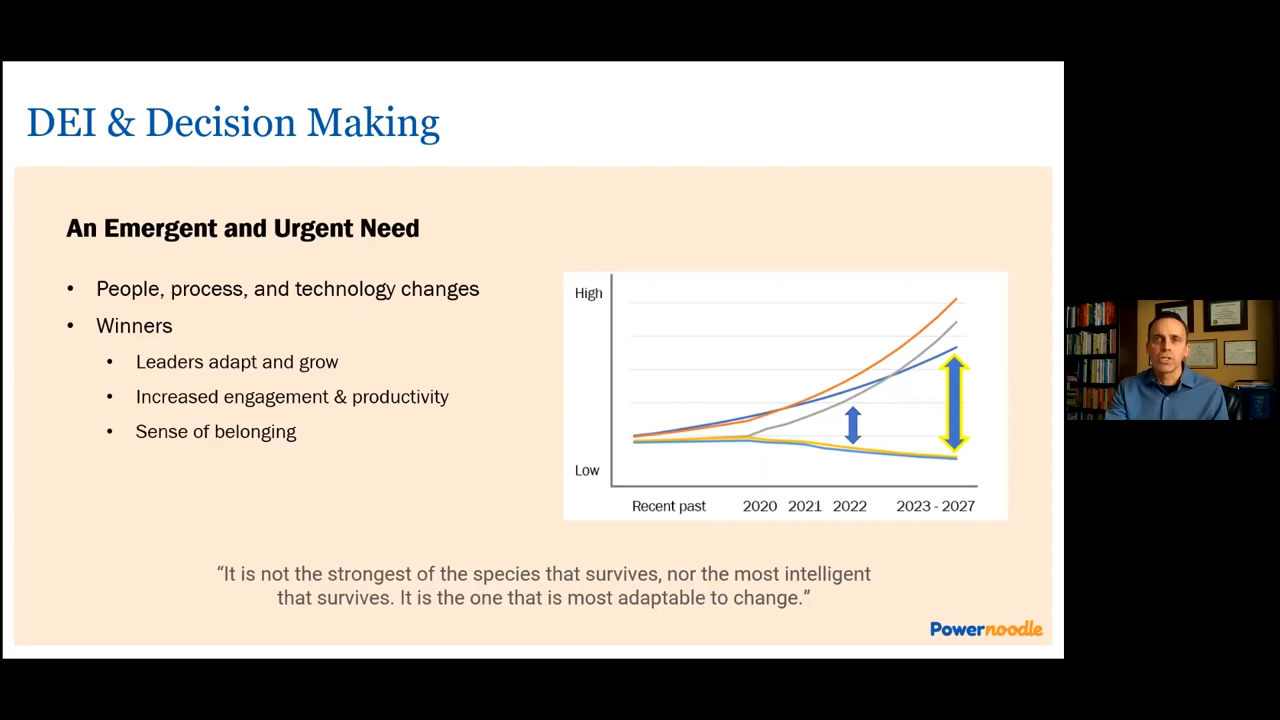 DEI & Decision Making
An Emergent and Urgent Need
• People, process, and technology changes
• Winners
• Leaders adapt and grow
• Increased engagement & productivity
• Sense of belonging
High
Low
Recent past 2020 2021 2022 2023 - 2027
“It is not the strongest of the species that survives, nor the most intelligent
that survives. It is the one that is most adaptable to change.”
Powernoodle